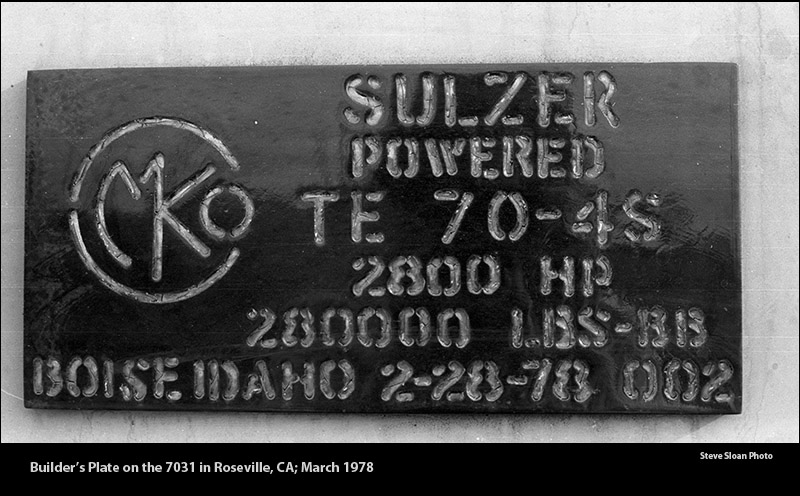 MKO
SULZER
POWERED
TE 70-4S
2800 HP
280000 LBS-BB
BOISE IDAHO 2-28-78 002
Steve Sloan Photo
Builder's Plate on the 7031 in Roseville, CA; March 1978